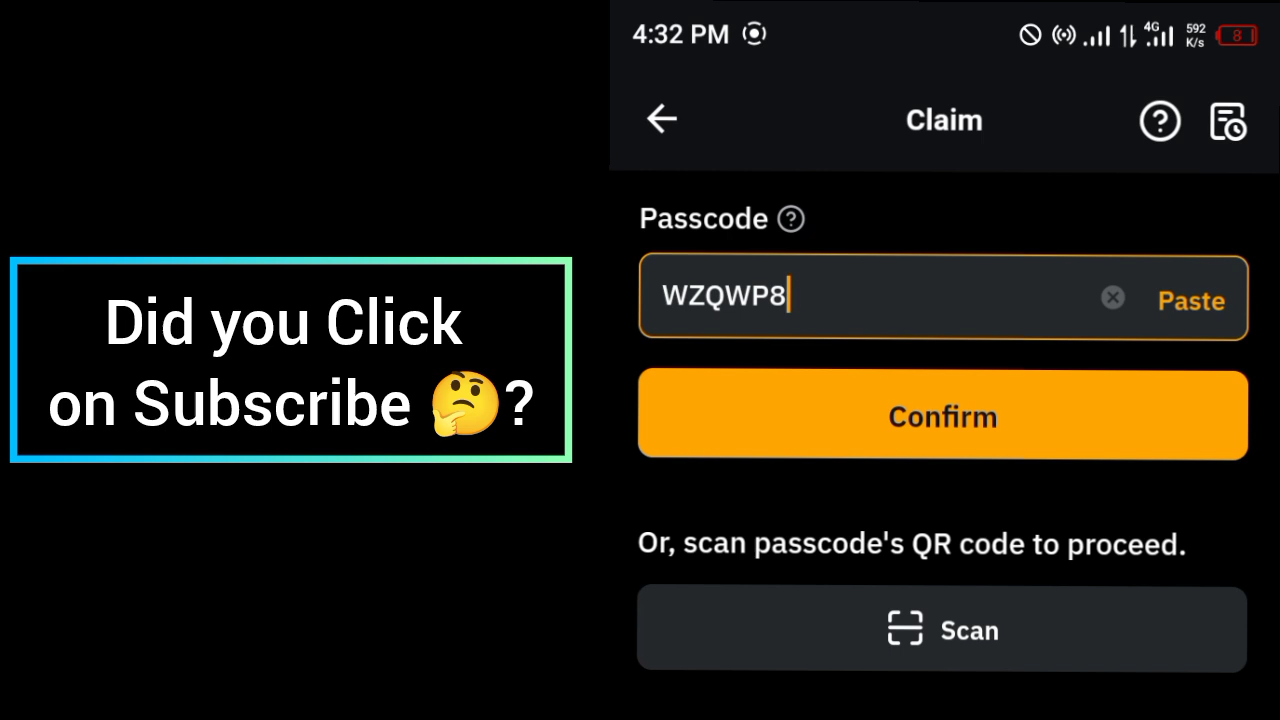 Did you Click
on Subscribe 🤔?
4:32 PM
4G
592
K/s
8
Claim
Passcode
WZQWP8
Paste
Confirm
Or, scan passcode's QR code to proceed.
Scan